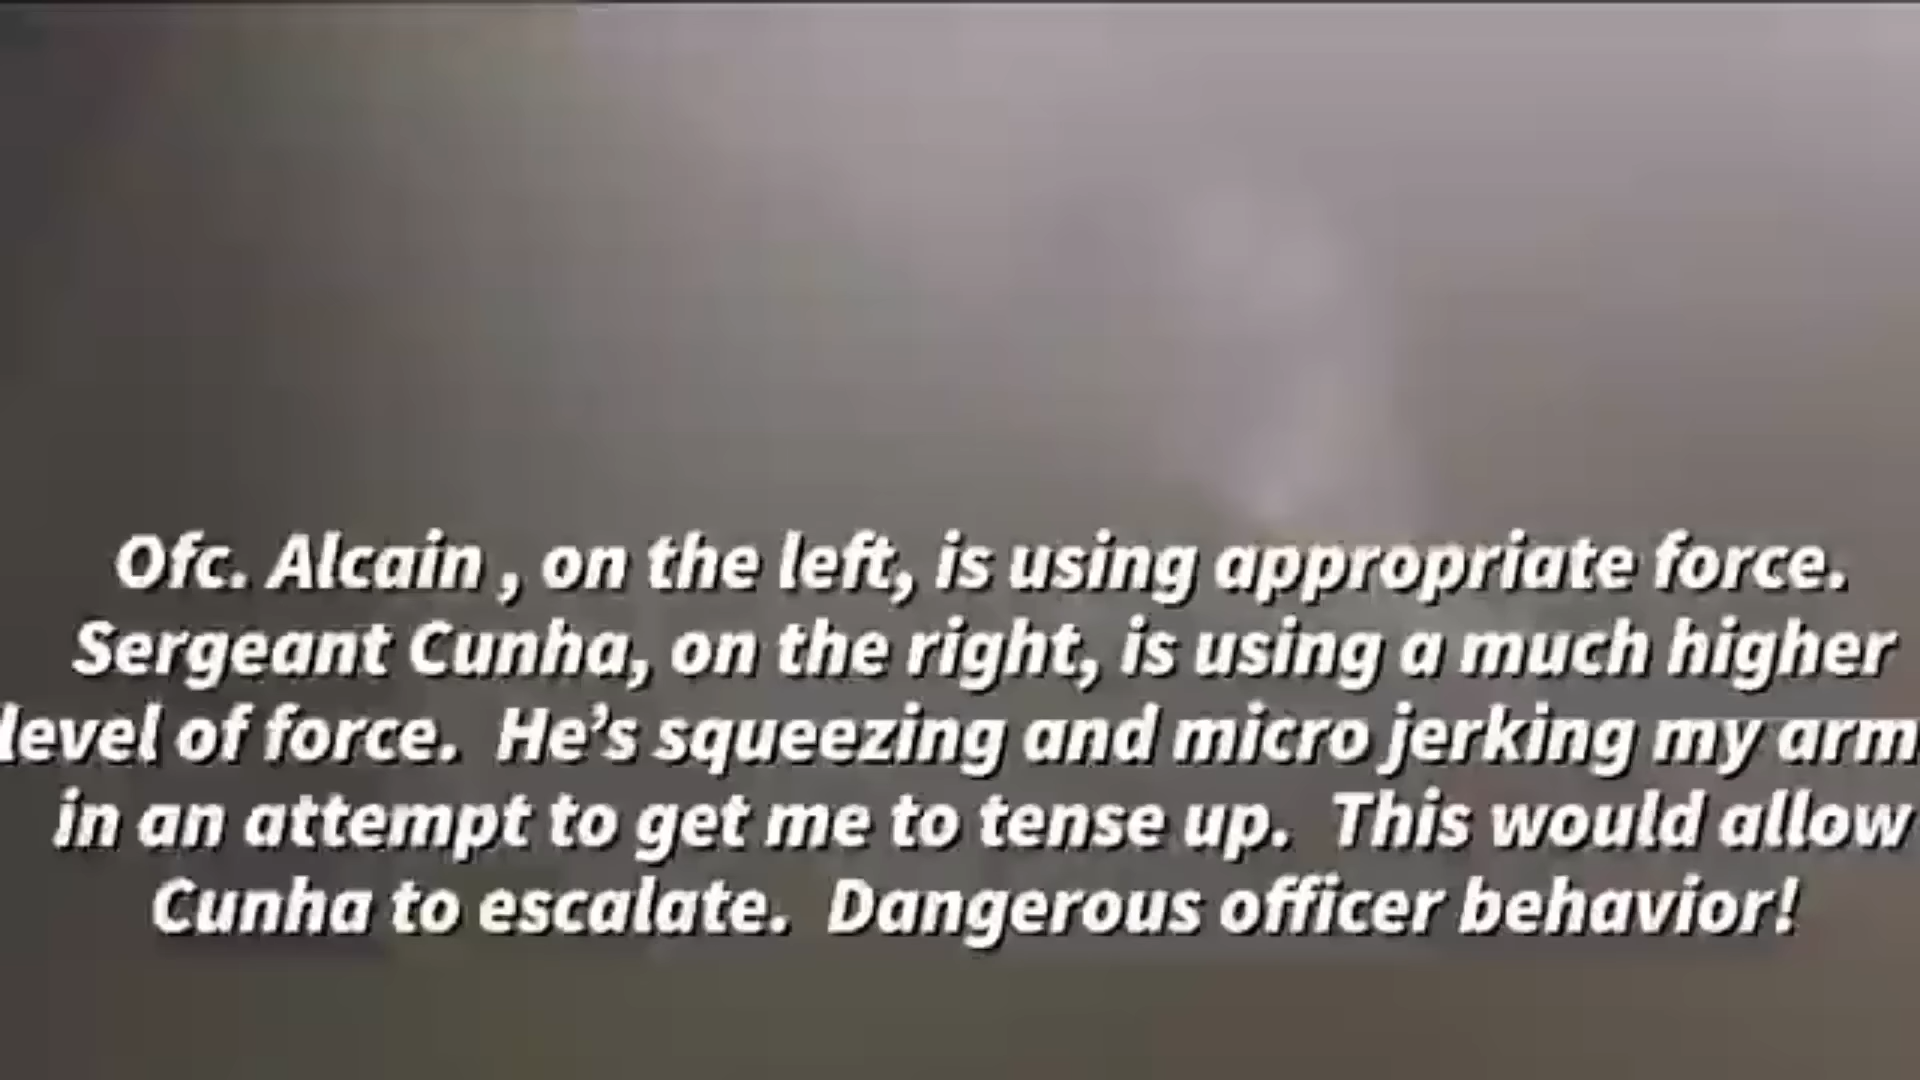 Ofc. Alcain , on the left, is using appropriate force.
Sergeant Cunha, on the right, is using a much higher
level of force.  He’s squeezing and micro jerking my arm
in an attempt to get me to tense up.  This would allow
Cunha to escalate.  Dangerous officer behavior!